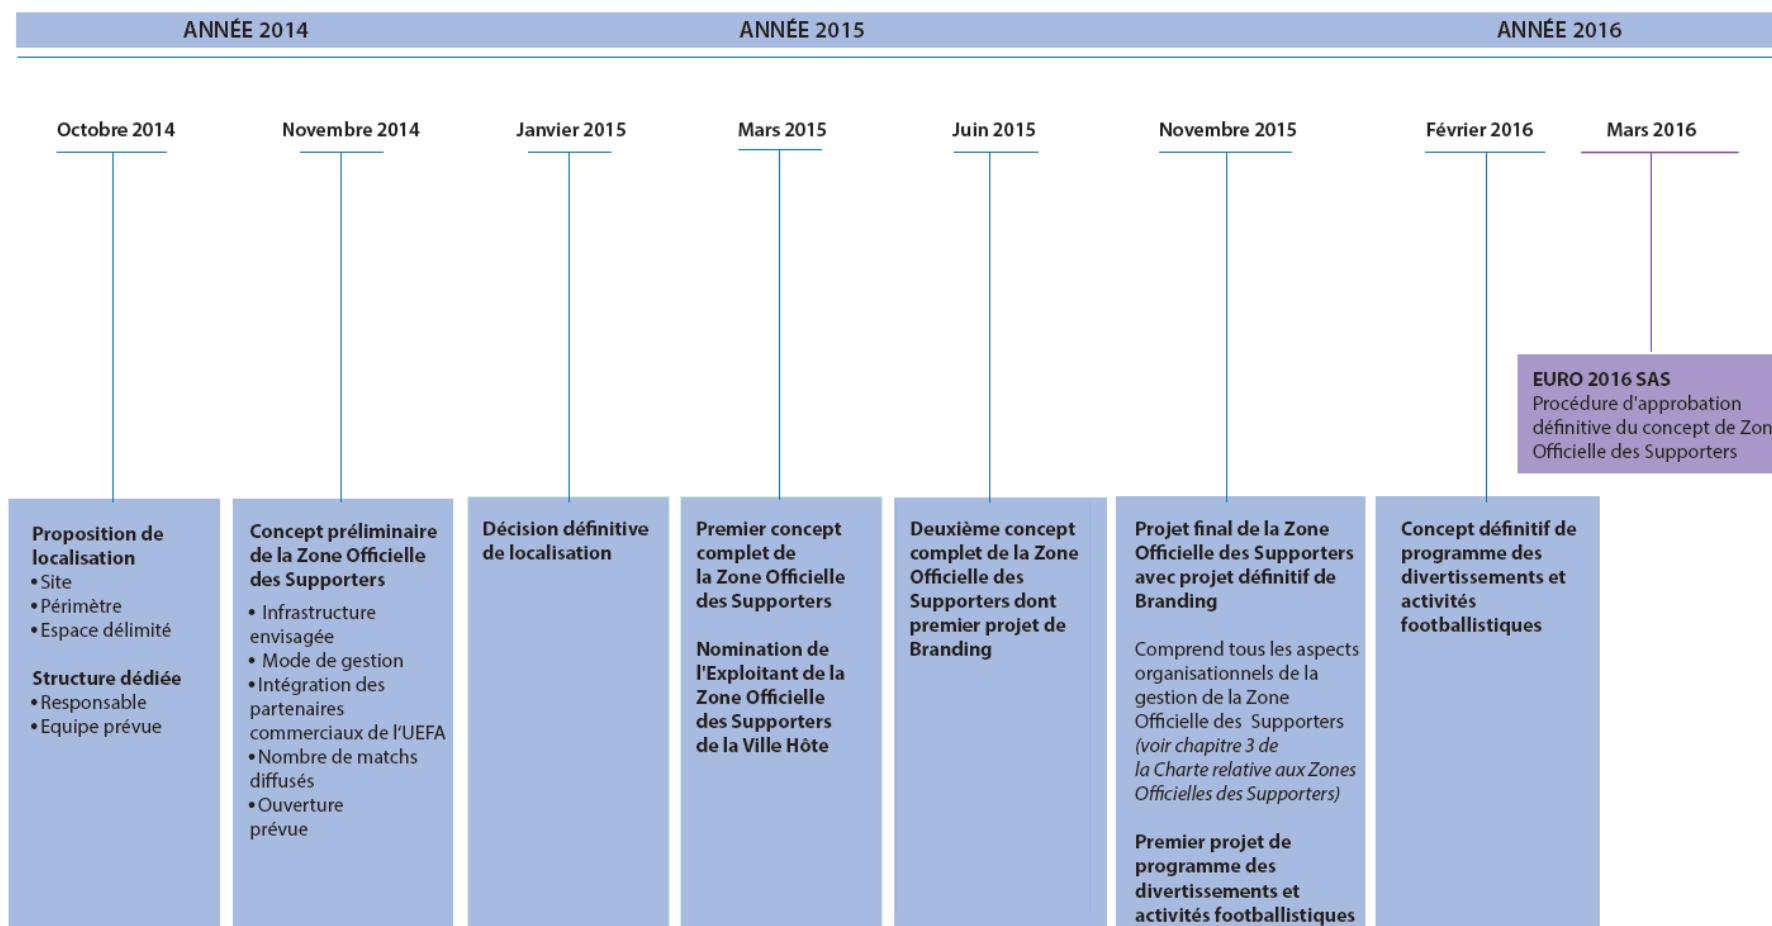 ANNÉE 2014
ANNÉE 2015
ANNÉE 2016
Octobre 2014
Novembre 2014
Janvier 2015
Mars 2015
Juin 2015
Novembre 2015
Février 2016
Mars 2016
EURO 2016 SAS
Procédure d'approbation
définitive du concept de Zon
Officielle des Supporters
Proposition de
localisation
• Site
• Périmètre
• Espace délimité
Structure dédiée
• Responsable
• Equipe prévue
Concept préliminaire
de la Zone Officielle
des Supporters
• Infrastructure
envisagée
• Mode de gestion
• Intégration des
partenaires
commerciaux de l'UEFA
• Nombre de matchs
diffusés
• Ouverture
prévue
Décision définitive
de localisation
Premier concept
complet de
la Zone Officielle
des Supporters
Nomination de
l'Exploitant de la
Zone Officielle
des Supporters
de la Ville Hôte
Deuxième concept
complet de la Zone
Officielle des
Supporters dont
premier projet de
Branding
Projet final de la Zone
Officielle des Supporters
avec projet définitif de
Branding
Comprend tous les aspects
organisationnels de la
gestion de la Zone
Officielle des Supporters
(voir chapitre 3 de
la Charte relative aux Zones
Officielles des Supporters)
Premier projet de
programme des
divertissements et
activités footballistiques
Concept définitif de
programme des
divertissements et
activités
footballistiques